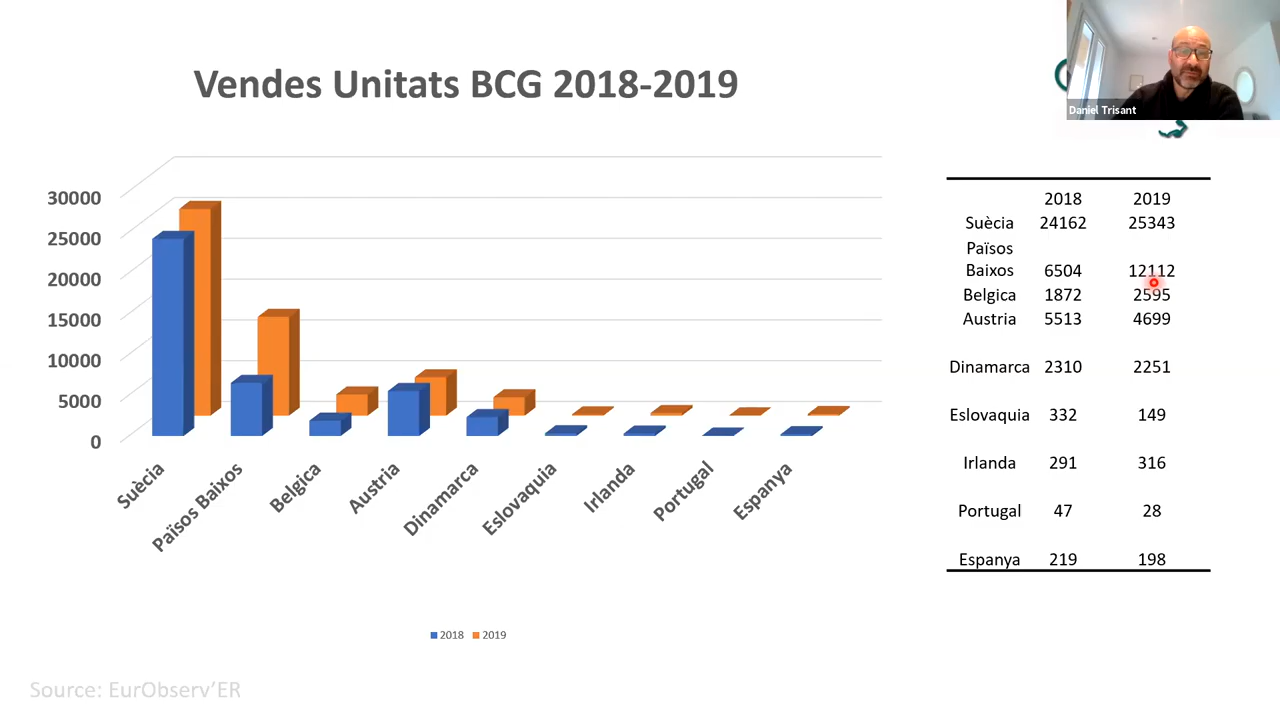 Vendes Unitats BCG 2018-2019
Daniel Trisant
30000
25000
20000
15000
10000
5000
0
Suècia
Països Baixos
Belgica
Austria
Dinamarca
Eslovaquia
Irlanda
Portugal
Espanya
2018 2019
2018 2019
Suècia 24162 25343
Països
Baixos 6504 12112
Belgica 1872 2595
Austria 5513 4699
Dinamarca 2310 2251
Eslovaquia 332 149
Irlanda 291 316
Portugal 47 28
Espanya 219 198
Source: EurObserv'ER